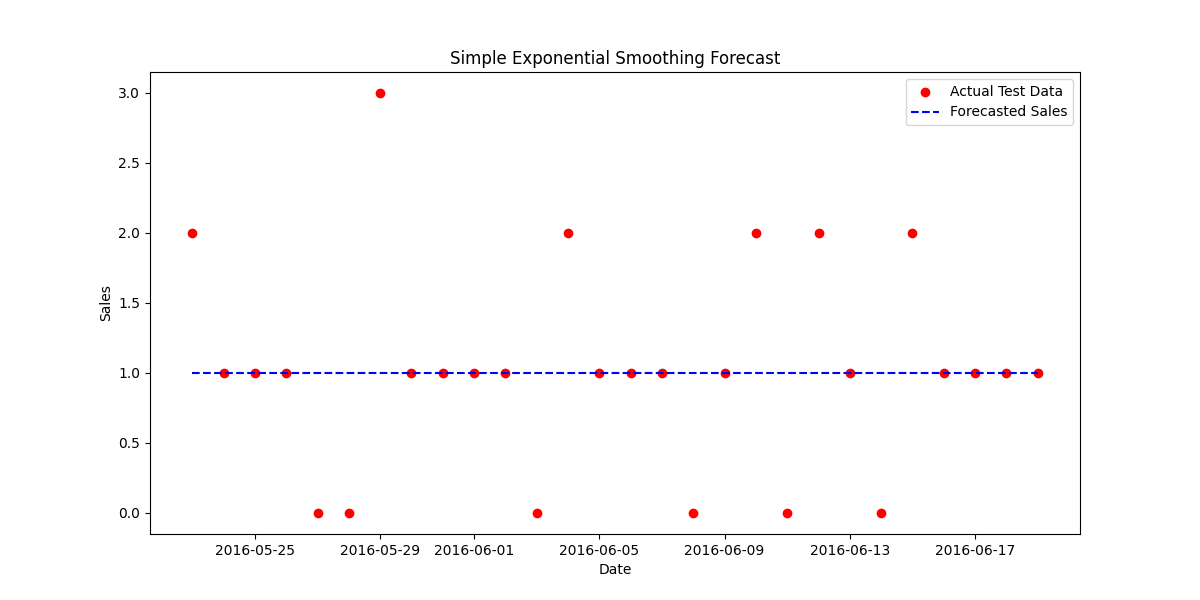 Simple Exponential Smoothing Forecast
Actual Test Data
Forecasted Sales
3.0
2.5
2.0
1.5
1.0
0.5
0.0
Sales
2016-05-25
2016-05-29
2016-06-01
2016-06-05
2016-06-09
2016-06-13
2016-06-17
Date